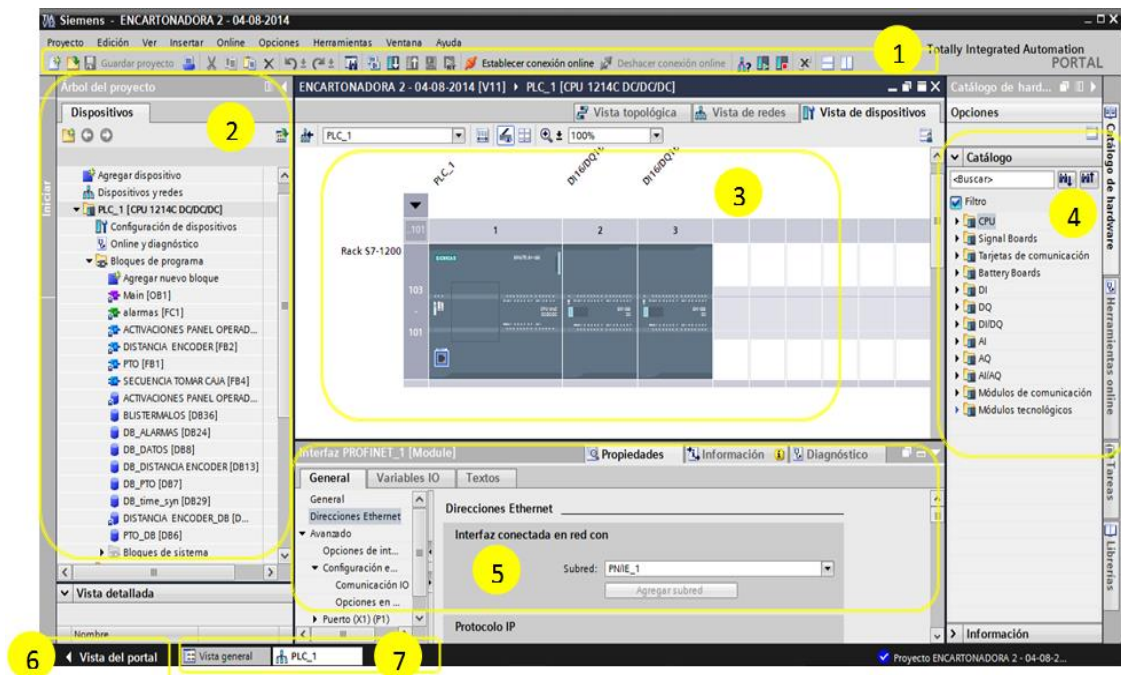 Siemens - ENCARTONADORA 2 - 04-08-2014
Proyecto Edición Ver Insertar Online Opciones Herramientas Ventana Ayuda
Totally Integrated Automation
PORTAL
1
Guardar proyecto
Establecer conexión online
Deshacer conexión online
Árbol del proyecto
Dispositivos
2
Iniciar
Agregar dispositivo
Dispositivos y redes
PLC_1 [CPU 1214C DC/DC/DC]
Configuración de dispositivos
Online y diagnóstico
Bloques de programa
Agregar nuevo bloque
Main [OB1]
alarmas [FC1]
ACTIVACIONES PANEL OPERAD...
DISTANCIA ENCODER [FB2]
PTO [FB1]
SECUENCIA TOMAR CAJA [FB4]
ACTIVACIONES PANEL OPERAD...
BLISTERMALOS [DB36]
DB_ALARMAS [DB24]
DB_DATOS [DB8]
DB_DISTANCIA ENCODER [DB13]
DB_PTO [DB7]
DB_time_syn [DB29]
DISTANCIA ENCODER_DB [D...
PTO_DB [DB6]
Bloques de sistema
Vista detallada
Nombre
ENCARTONADORA 2 - 04-08-2014 [V11] PLC_1 [CPU 1214C DC/DC/DC]
Vista topológica
Vista de redes
Vista de dispositivos
PLC_1
100%
3
PLC_1
DI16/DQ16
DI16/DQ16
Rack S7-1200
103
101
1
2
3
SIEMENS
Interfaz PROFINET_1 [Module]
Propiedades
Información
Diagnóstico
General
Variables IO
Textos
General
Direcciones Ethernet
Avanzado
Opciones de int...
Configuración e...
Comunicación IO
Opciones en ...
Puerto (X1) (P1)
Direcciones Ethernet
Interfaz conectada en red con
5
Subred:
PN/IE_1
Agregar subred
Protocolo IP
Catálogo de hard...
Opciones
Catálogo
<Buscar>
Filtro
4
CPU
Signal Boards
Tarjetas de comunicación
Battery Boards
DI
DQ
DI/DQ
AI
AQ
AI/AQ
Módulos de comunicación
Módulos tecnológicos
Información
Catálogo de hardware
Herramientas online
Tareas
Librerías
6
Vista del portal
Vista general
PLC_1
7
Proyecto ENCARTONADORA 2 - 04-08-2...